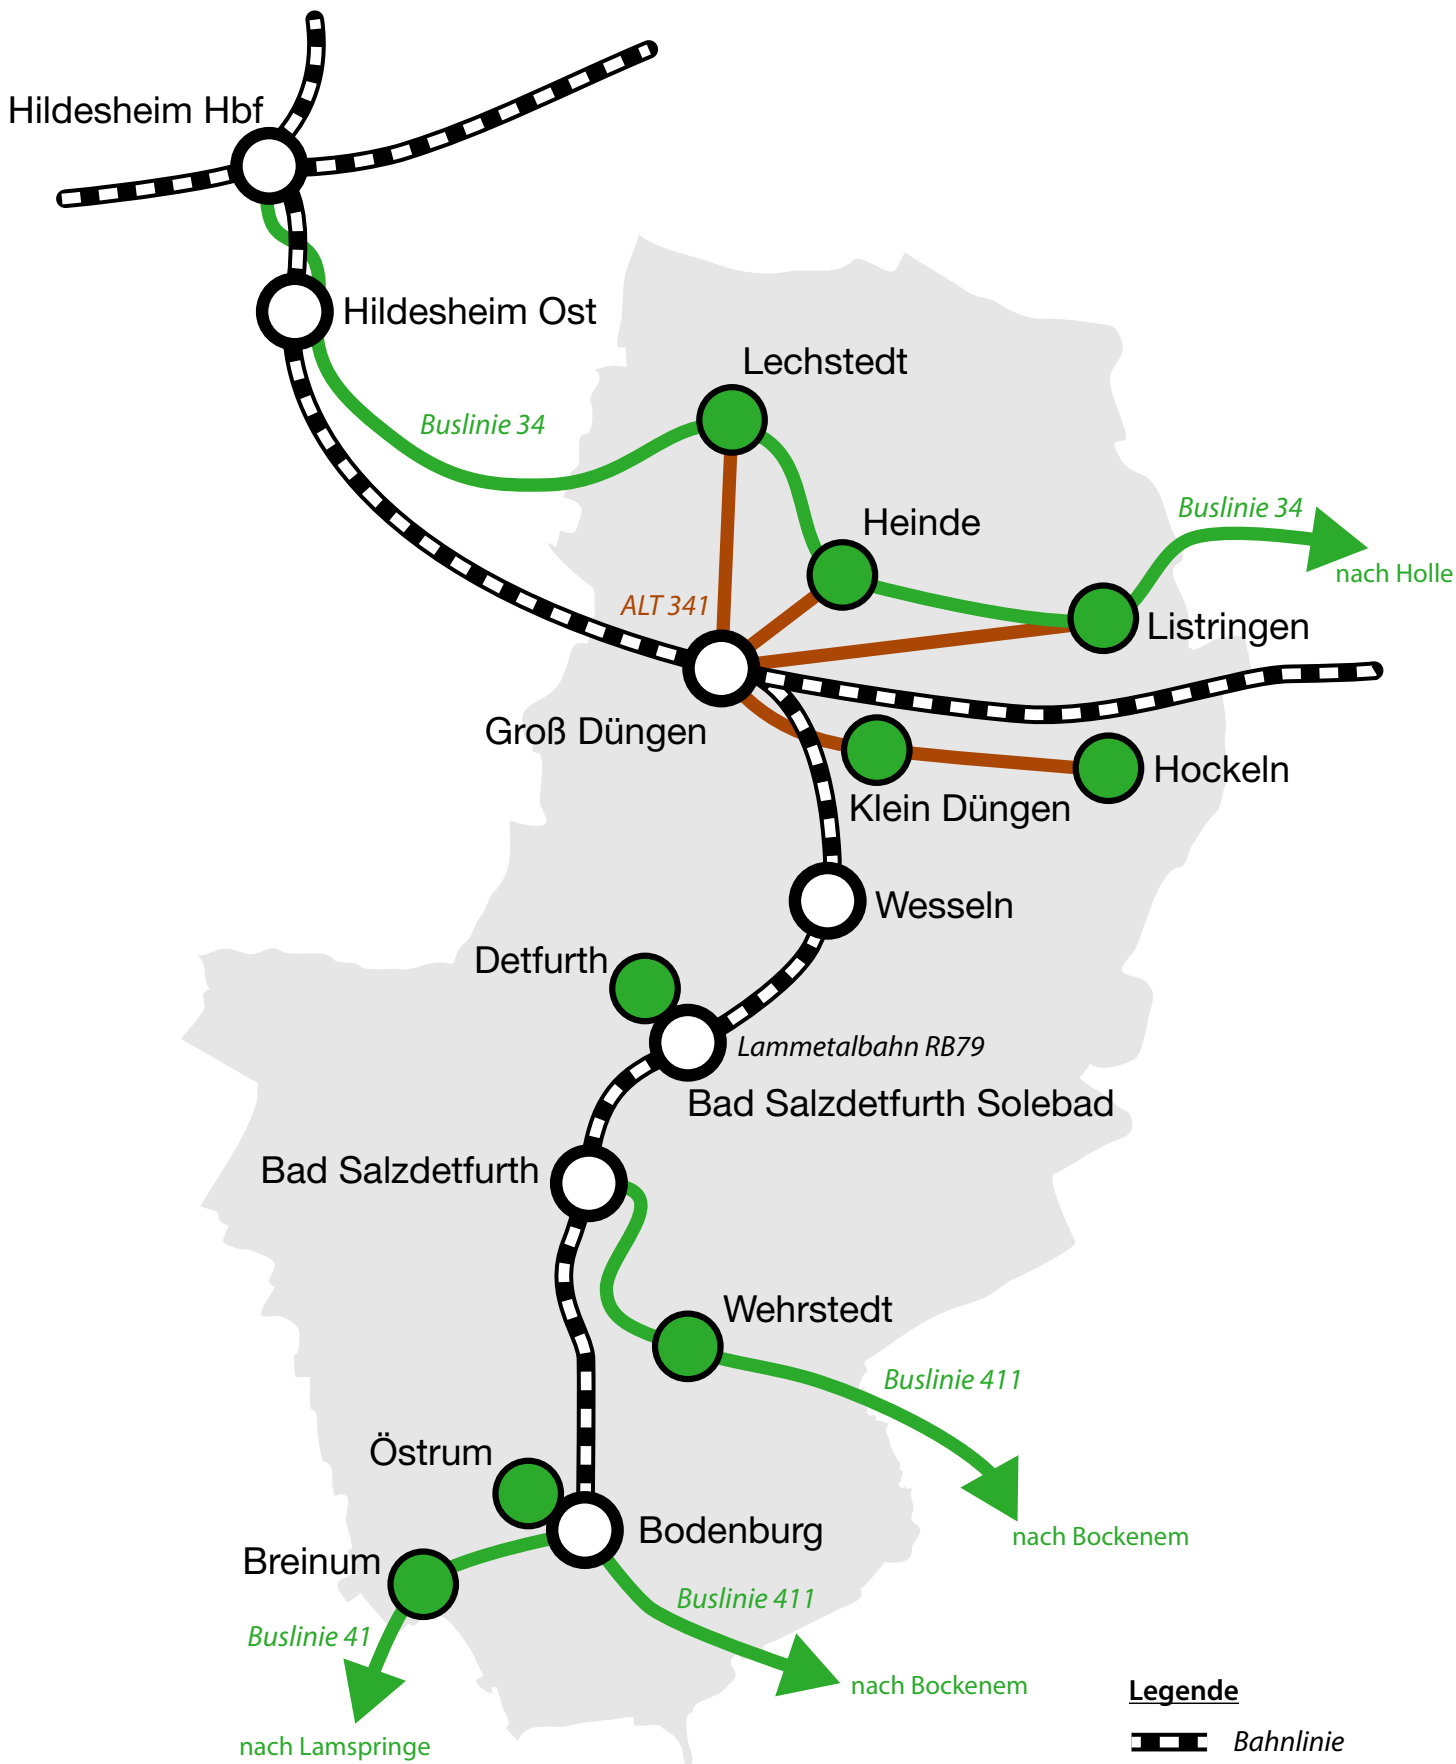 Hildesheim Hbf
Hildesheim Ost
Lechstedt
Buslinie 34
Heinde
Buslinie 34
nach Holle
ALT 341
Listringen
Groß Düngen
Hockeln
Klein Düngen
Wesseln
Detfurth
Lammetalbahn RB79
Bad Salzdetfurth Solebad
Bad Salzdetfurth
Wehrstedt
Buslinie 411
Östrum
Bodenburg
nach Bockenem
Breinum
Buslinie 411
Buslinie 41
nach Bockenem
Legende
nach Lamspringe
Bahnlinie